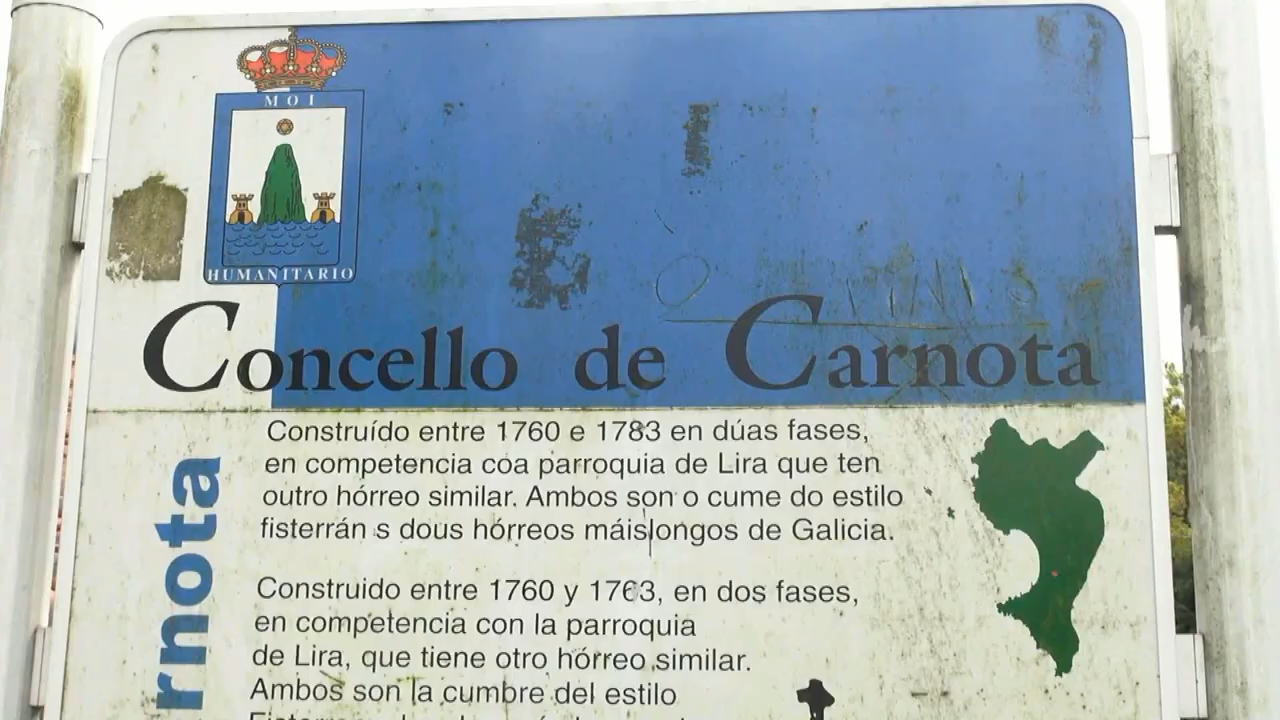 MOI
HUMANITARIO
Concello de Carnota
rnota
Construído entre 1760 e 1783 en dúas fases,
en competencia coa parroquia de Lira que ten
outro hórreo similar. Ambos son o cume do estilo
fisterrán s dous hórreos máis longos de Galicia.
Construido entre 1760 y 1763, en dos fases,
en competencia con la parroquia
de Lira, que tiene otro hórreo similar.
Ambos son la cumbre del estilo